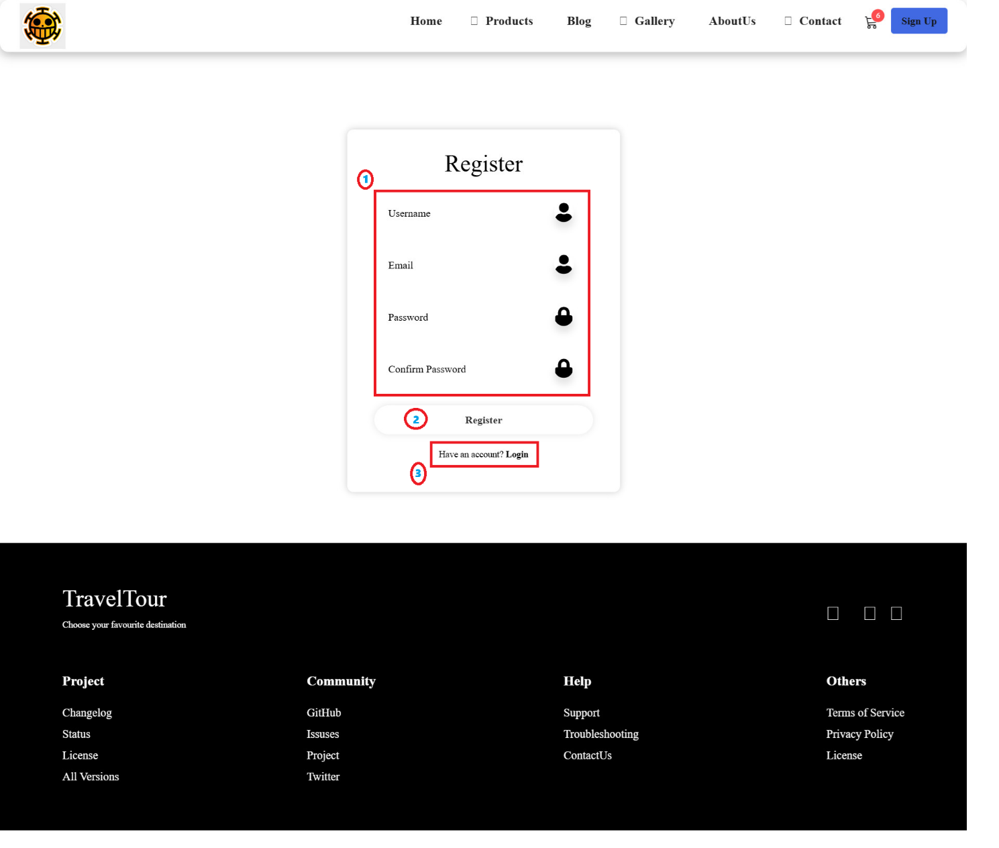 Home Products Blog Gallery AboutUs Contact 6 Sign Up
Register
1
Username
Email
Password
Confirm Password
2 Register
Have an account? Login
3
TravelTour
Choose your favourite destination
Project Community Help Others
Changelog GitHub Support Terms of Service
Status Issuses Troubleshooting Privacy Policy
License Project ContactUs License
All Versions Twitter